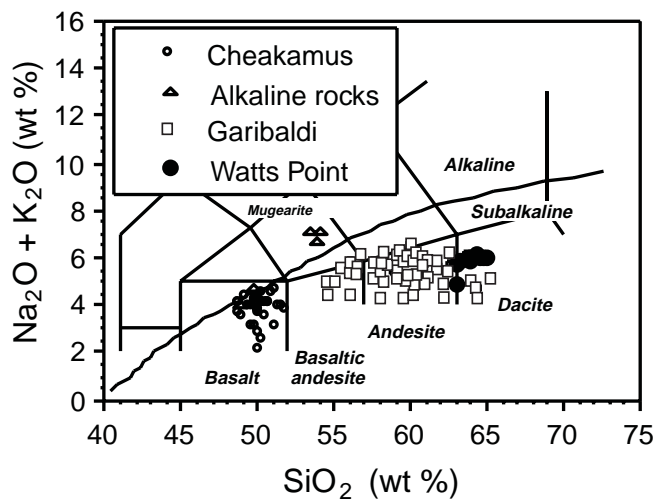 16
14
12
10
8
6
4
2
0
Na2O + K2O (wt %)
Cheakamus
Alkaline rocks
Garibaldi
Watts Point
Alkaline
Mugearite
Subalkaline
Dacite
Andesite
Basaltic
andesite
Basalt
40 45 50 55 60 65 70 75
SiO2 (wt %)